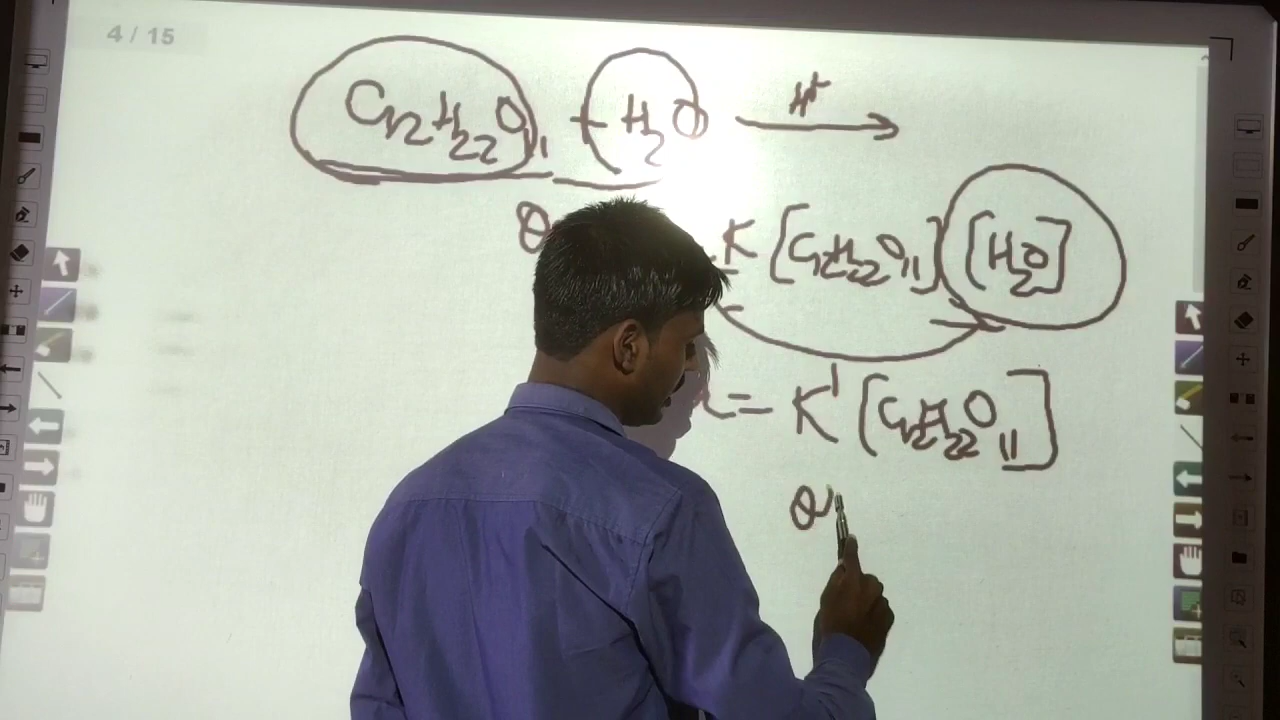 4 / 15
C₁₂H₂₂O₁₁ + H₂O H⁺ →
K [C₁₂H₂₂O₁₁] [H₂O]
= K' [C₁₂H₂₂O₁₁]